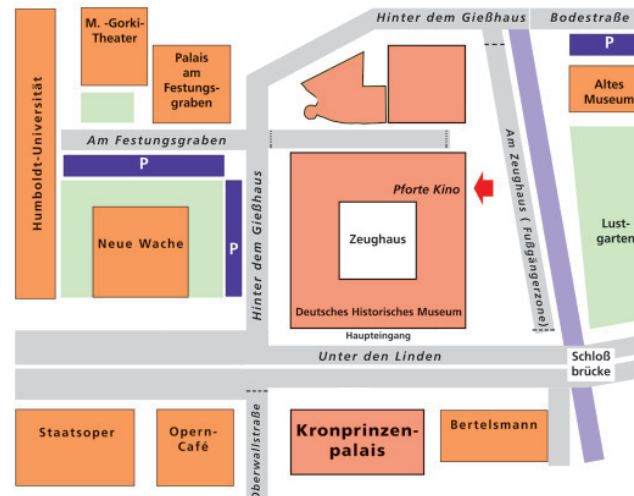 Hinter dem Gießhaus
Bodestraße
M. -Gorki-
Theater
Palais
am
Festungs-
graben
P
Altes
Museum
Humboldt-Universität
Am Festungsgraben
P
P
Neue Wache
Hinter dem Gießhaus
Pforte Kino
Zeughaus
Deutsches Historisches Museum
Haupteingang
Am Zeughaus ( Fußgängerzone)
Lust-
garten
Unter den Linden
Schloß
brücke
Staatsoper
Opern-
Café
Oberwallstraße
Kronprinzen-
palais
Bertelsmann